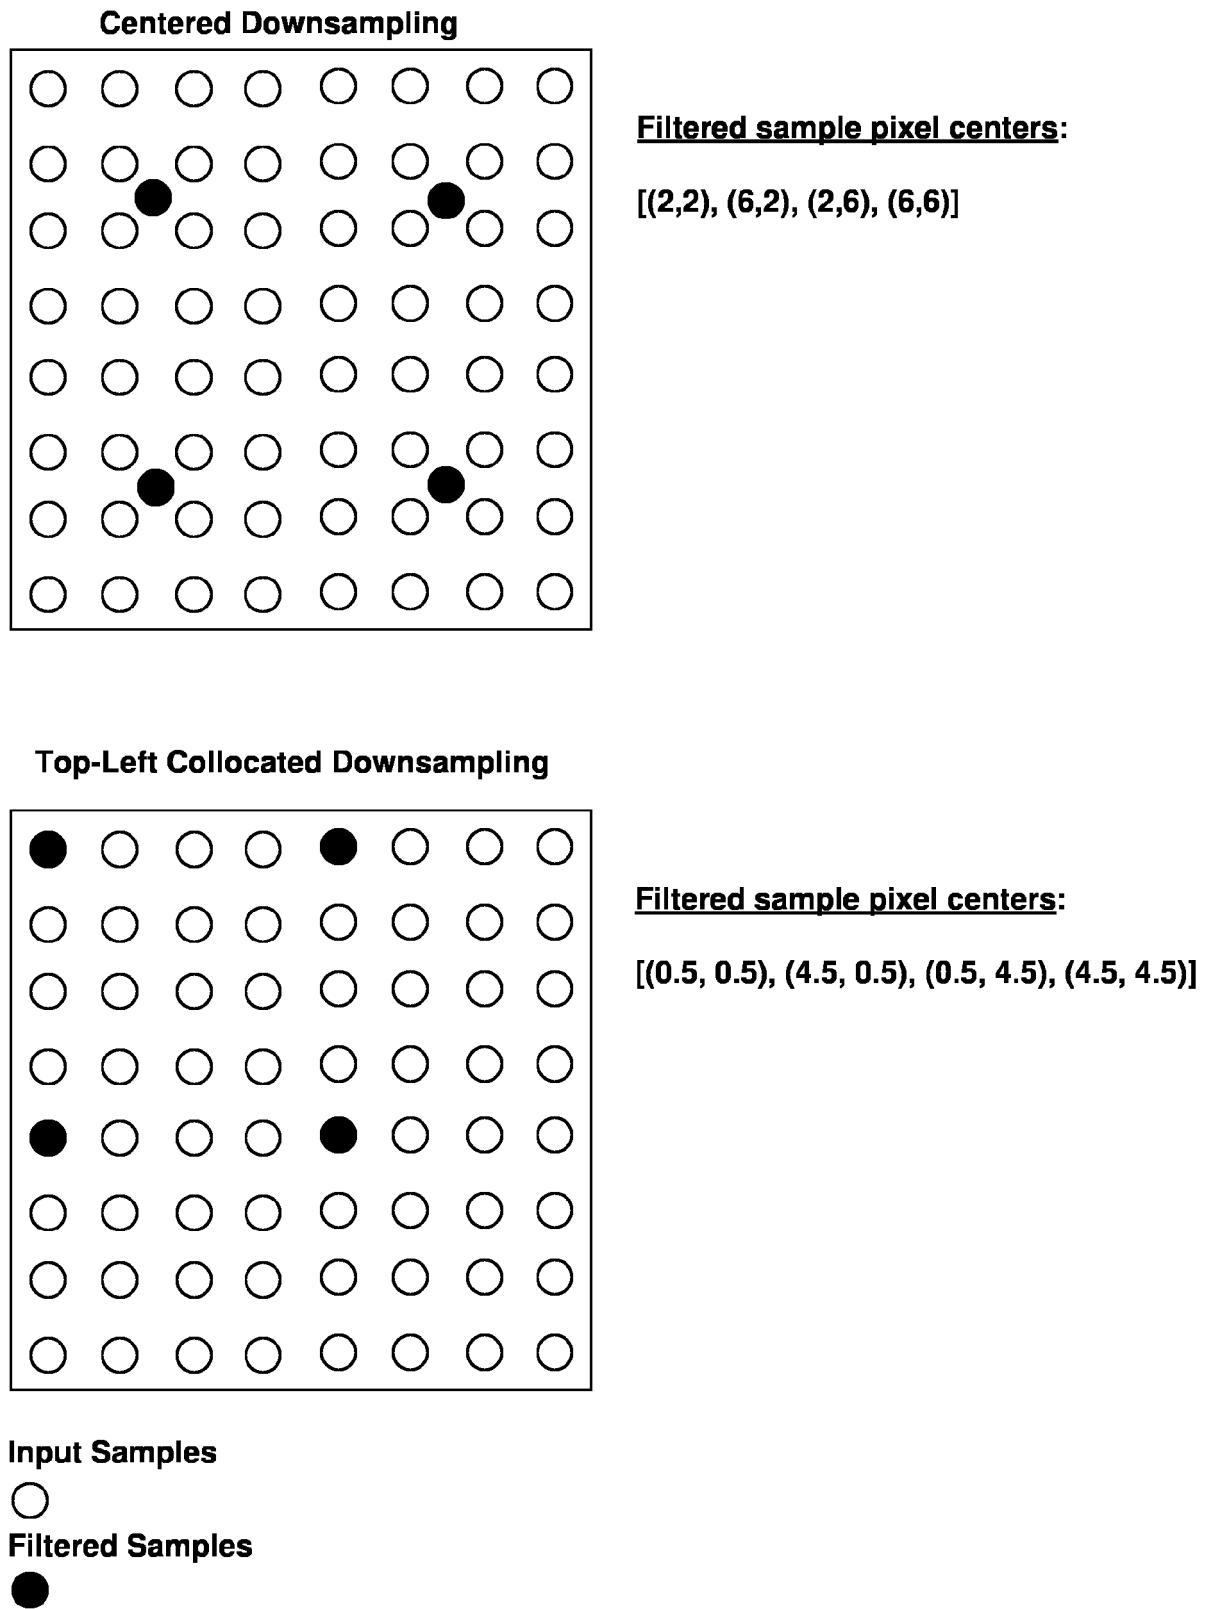 Centered Downsampling
Filtered sample pixel centers:
[(2,2), (6,2), (2,6), (6,6)]
Top-Left Collocated Downsampling
Filtered sample pixel centers:
[(0.5, 0.5), (4.5, 0.5), (0.5, 4.5), (4.5, 4.5)]
Input Samples
Filtered Samples